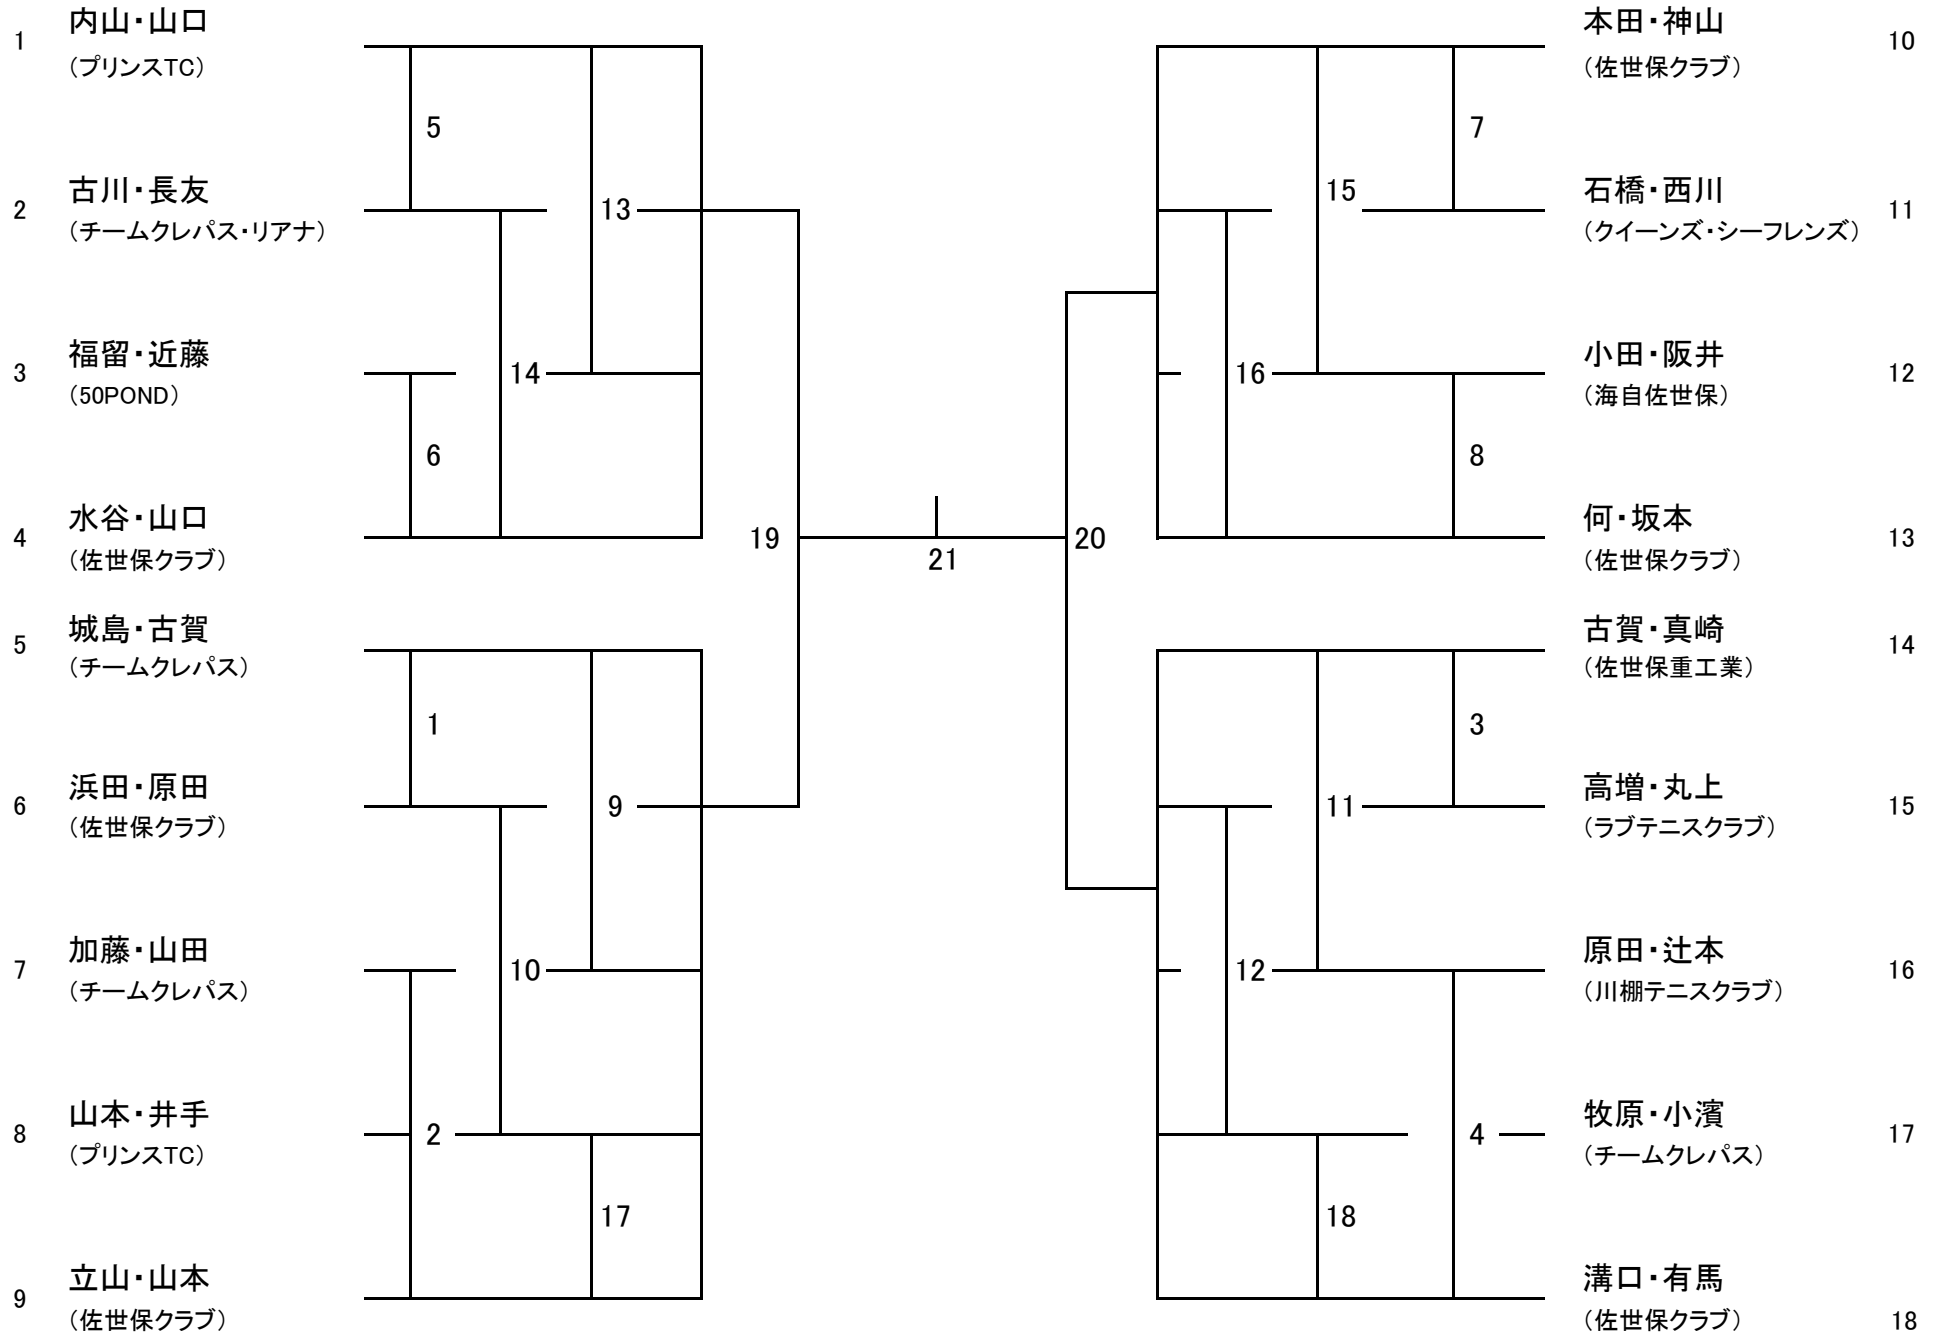 1 内山・山口
（プリンスTC）
2 古川・長友
（チームクレパス・リアナ）
3 福留・近藤
（50POND）
4 水谷・山口
（佐世保クラブ）
5 城島・古賀
（チームクレパス）
6 浜田・原田
（佐世保クラブ）
7 加藤・山田
（チームクレパス）
8 山本・井手
（プリンスTC）
9 立山・山本
（佐世保クラブ）
5
13
14
6
19
1
9
10
2
17
21
20
7
15
16
8
3
11
12
4
18
本田・神山 10
（佐世保クラブ）
石橋・西川 11
（クイーンズ・シーフレンズ）
小田・阪井 12
（海自佐世保）
何・坂本 13
（佐世保クラブ）
古賀・真崎 14
（佐世保重工業）
高増・丸上 15
（ラブテニスクラブ）
原田・辻本 16
（川棚テニスクラブ）
牧原・小濱 17
（チームクレパス）
溝口・有馬
（佐世保クラブ） 18